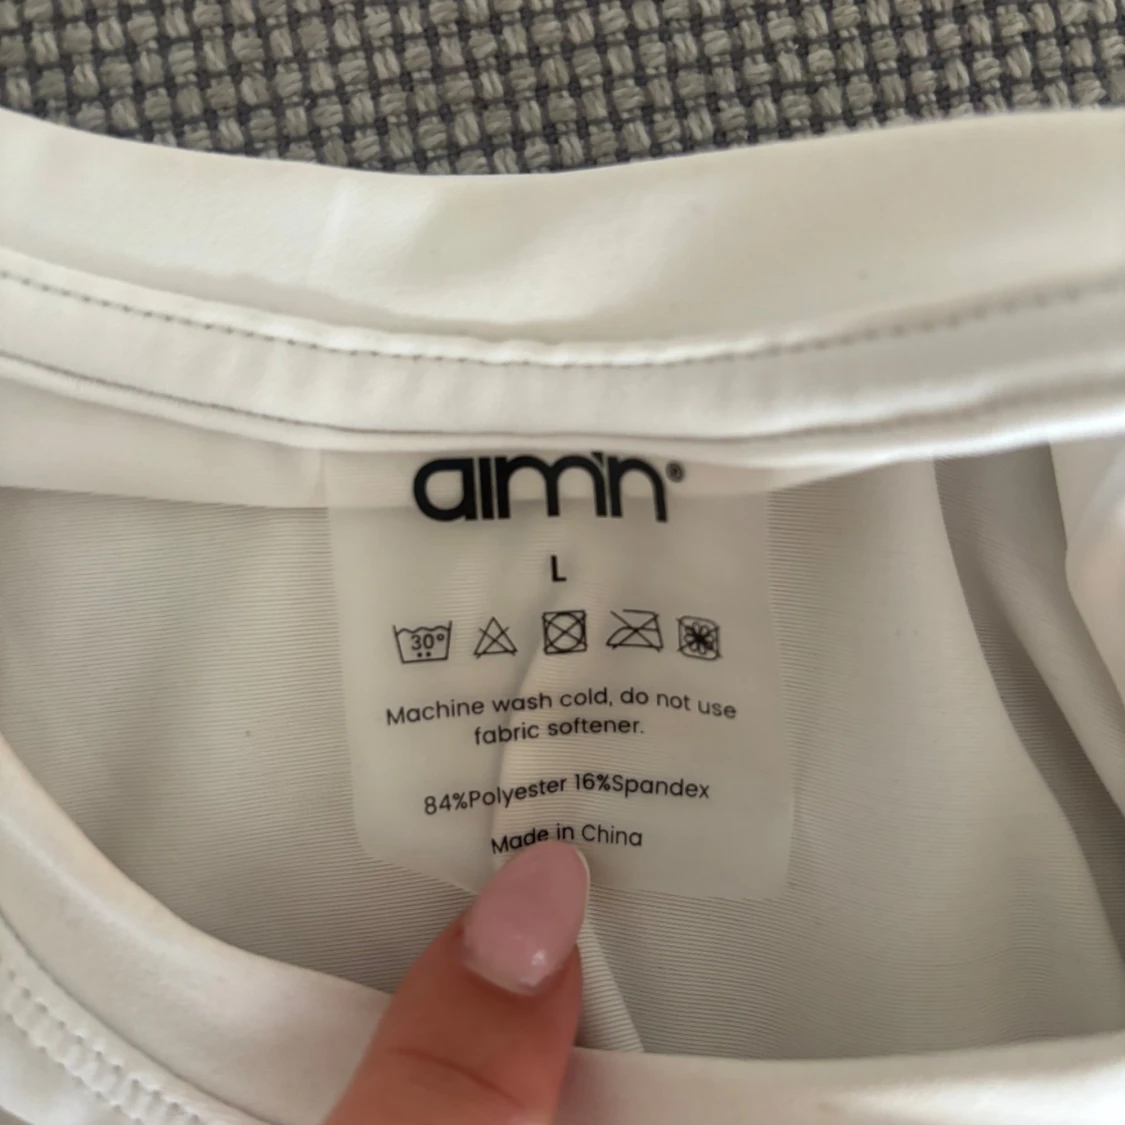 aim'n®
L
30°
Machine wash cold, do not use
fabric softener.
84%Polyester 16%Spandex
Made in China